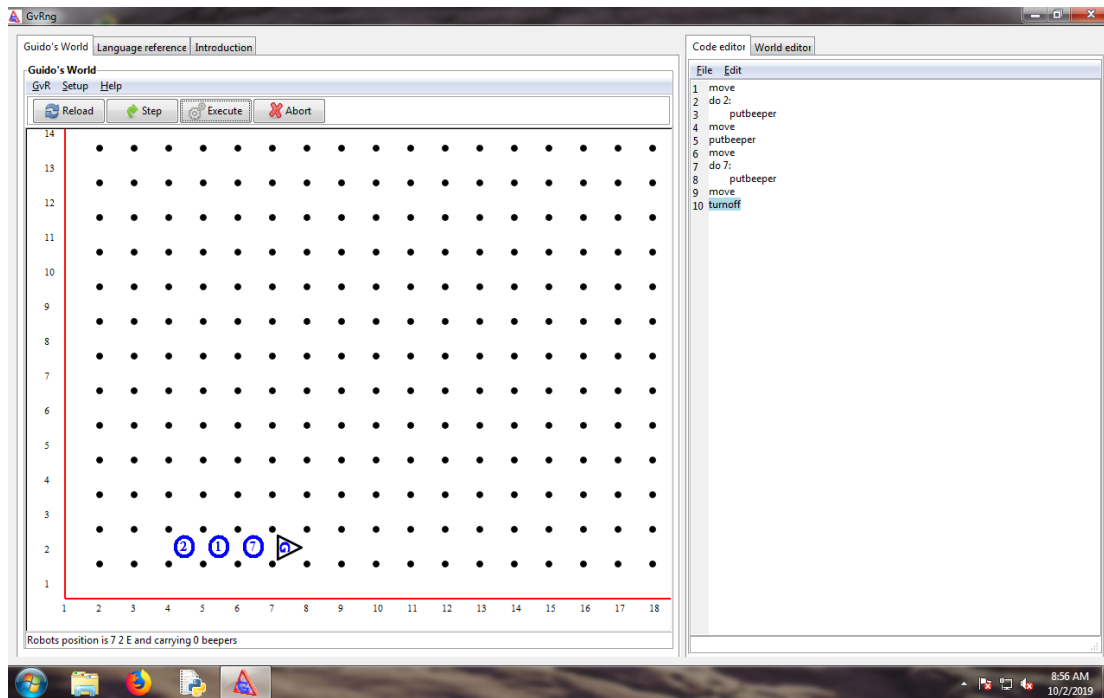 GvRng
Guido's World Language reference Introduction
Guido's World
GvR Setup Help
Reload Step Execute Abort
14
13
12
11
10
9
8
7
6
5
4
3
2
1
2 1 7 G
1 2 3 4 5 6 7 8 9 10 11 12 13 14 15 16 17 18
Robots position is 7 2 E and carrying 0 beepers
Code editor World editor
File Edit
1 move
2 do 2:
3 putbeeper
4 move
5 putbeeper
6 move
7 do 7:
8 putbeeper
9 move
10 turnoff
8:56 AM
10/2/2019